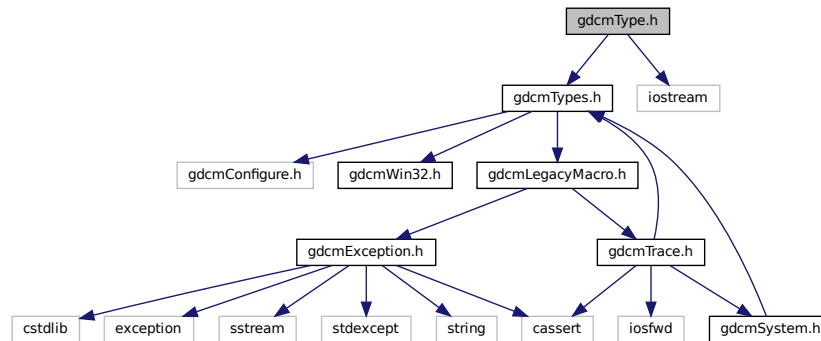 gdcmType.h
gdcmTypes.h
iostream
gdcmConfigure.h
gdcmWin32.h
gdcmLegacyMacro.h
gdcmException.h
gdcmTrace.h
cstdlib
exception
sstream
stdexcept
string
cassert
iosfwd
gdcmSystem.h